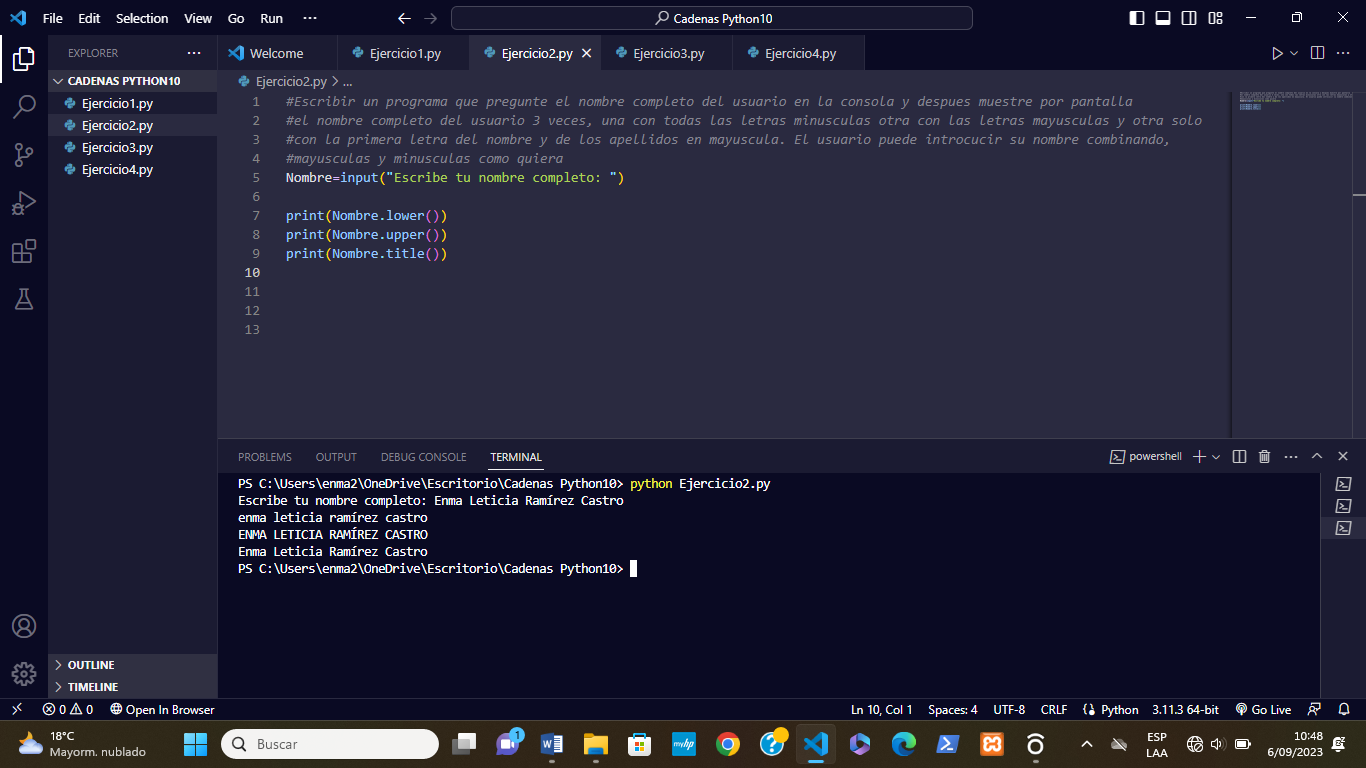 File Edit Selection View Go Run ···
Cadenas Python10
EXPLORER ···
Welcome
Ejercicio1.py
Ejercicio2.py
Ejercicio3.py
Ejercicio4.py
CADENAS PYTHON10
Ejercicio1.py
Ejercicio2.py
Ejercicio3.py
Ejercicio4.py
Ejercicio2.py > ...
1 #Escribir un programa que pregunte el nombre completo del usuario en la consola y despues muestre por pantalla
2 #el nombre completo del usuario 3 veces, una con todas las letras minusculas otra con las letras mayusculas y otra solo
3 #con la primera letra del nombre y de los apellidos en mayuscula. El usuario puede introcucir su nombre combinando,
4 #mayusculas y minusculas como quiera
5 Nombre=input("Escribe tu nombre completo: ")
6
7 print(Nombre.lower())
8 print(Nombre.upper())
9 print(Nombre.title())
10
11
12
13
PROBLEMS OUTPUT DEBUG CONSOLE TERMINAL
powershell
PS C:\Users\enma2\OneDrive\Escritorio\Cadenas Python10> python Ejercicio2.py
Escribe tu nombre completo: Enma Leticia Ramírez Castro
enma leticia ramírez castro
ENMA LETICIA RAMÍREZ CASTRO
Enma Leticia Ramírez Castro
PS C:\Users\enma2\OneDrive\Escritorio\Cadenas Python10>
OUTLINE
TIMELINE
0 0 Open In Browser
Ln 10, Col 1 Spaces: 4 UTF-8 CRLF Python 3.11.3 64-bit Go Live
18°C
Mayorm. nublado
Buscar
1
myhp
ESP
LAA
10:48
6/09/2023